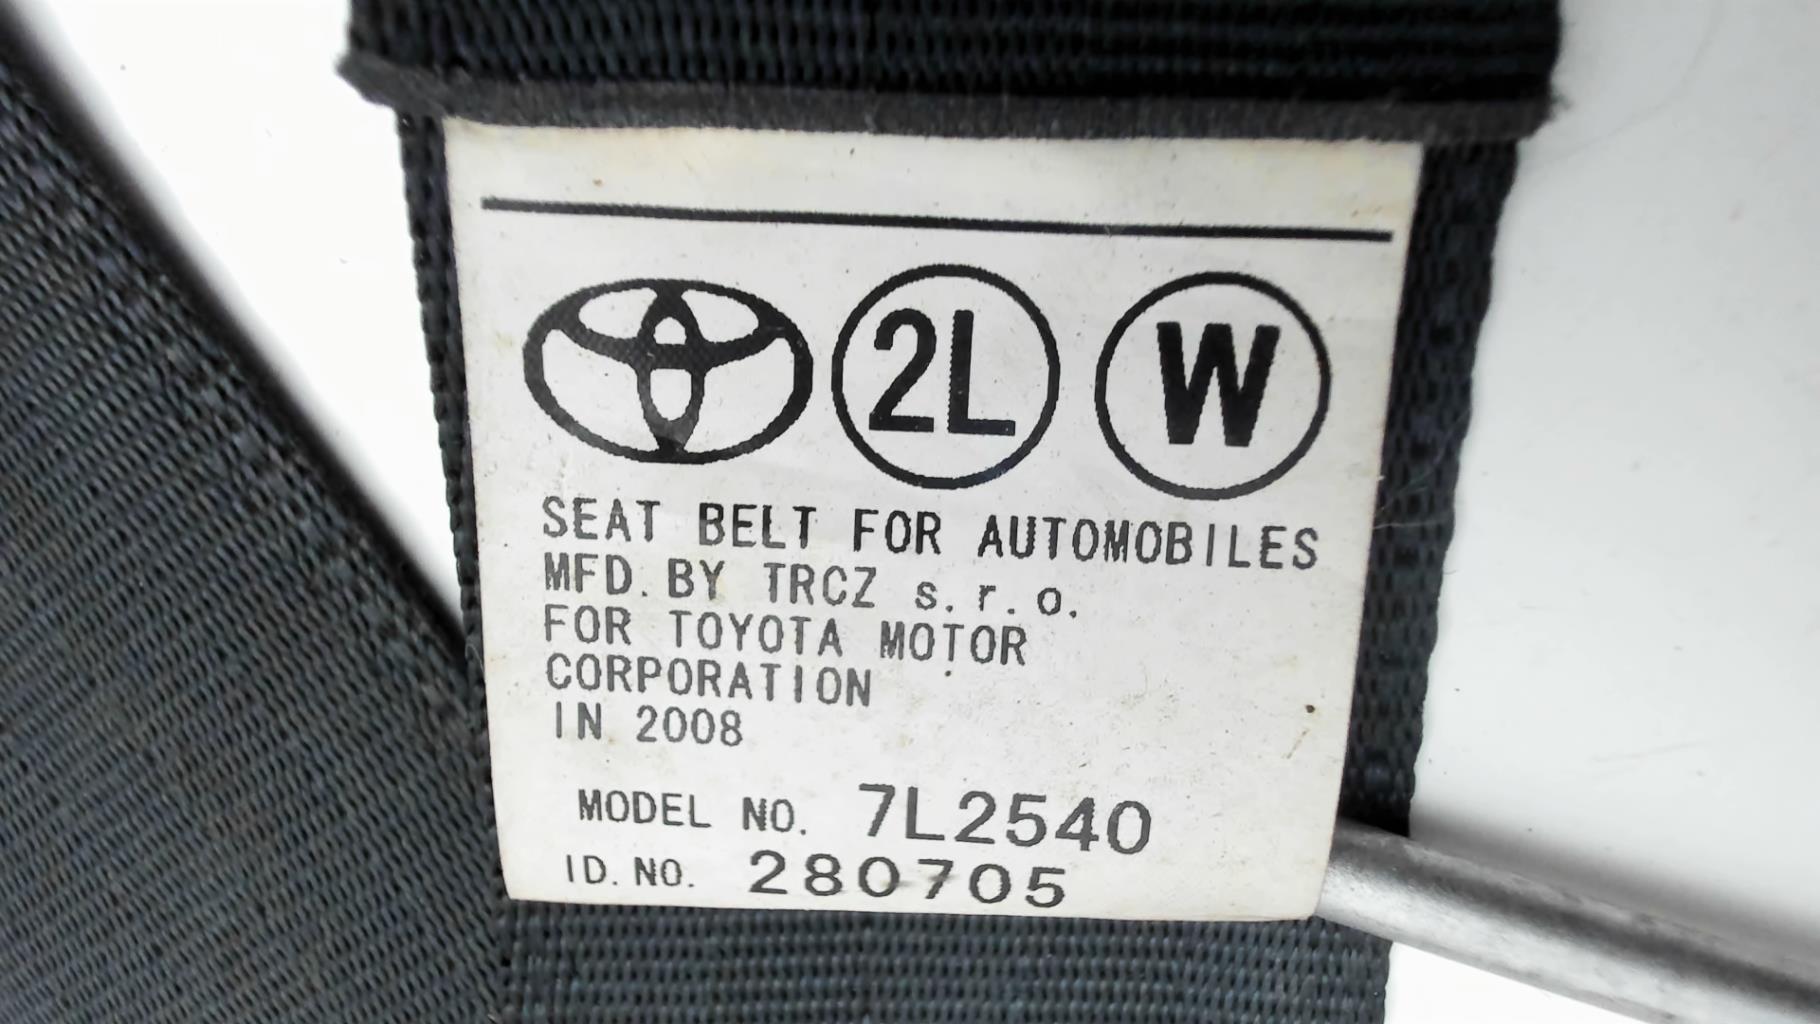 2L W
SEAT BELT FOR AUTOMOBILES
MFD. BY TRCZ s.r.o.
FOR TOYOTA MOTOR
CORPORATION
IN 2008
MODEL NO. 7L2540
ID. NO. 280705